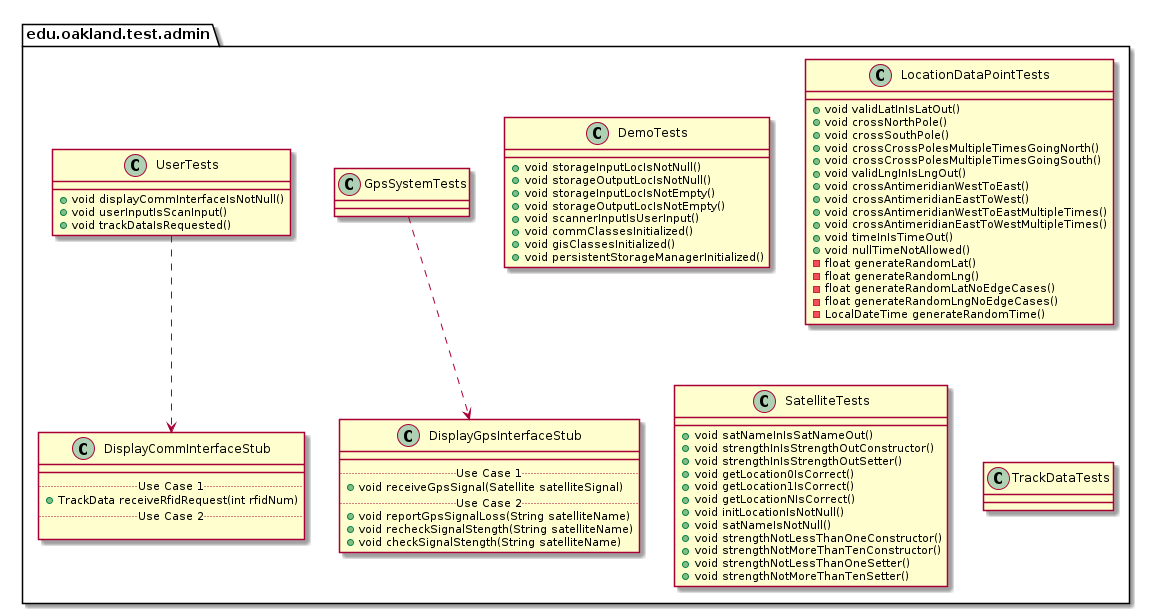 edu.oakland.test.admin
C UserTests
void displayCommInterfaceIsNotNull()
void userInputIsScanInput()
void trackDataIsRequested()
C GpsSystemTests
C DemoTests
void storageInputLocIsNotNull()
void storageOutputLocIsNotNull()
void storageInputLocIsNotEmpty()
void storageOutputLocIsNotEmpty()
void scannerInputIsUserInput()
void commClassesInitialized()
void gisClassesInitialized()
void persistentStorageManagerInitialized()
C LocationDataPointTests
void validLatInIsLatOut()
void crossNorthPole()
void crossSouthPole()
void crossCrossPolesMultipleTimesGoingNorth()
void crossCrossPolesMultipleTimesGoingSouth()
void validLngInIsLngOut()
void crossAntimeridianWestToEast()
void crossAntimeridianEastToWest()
void crossAntimeridianWestToEastMultipleTimes()
void crossAntimeridianEastToWestMultipleTimes()
void timeInIsTimeOut()
void nullTimeNotAllowed()
float generateRandomLat()
float generateRandomLng()
float generateRandomLatNoEdgeCases()
float generateRandomLngNoEdgeCases()
LocalDateTime generateRandomTime()
C DisplayCommInterfaceStub
Use Case 1
TrackData receiveRfidRequest(int rfidNum)
Use Case 2
C DisplayGpsInterfaceStub
Use Case 1
void receiveGpsSignal(Satellite satelliteSignal)
Use Case 2
void reportGpsSignalLoss(String satelliteName)
void recheckSignalStength(String satelliteName)
void checkSignalStength(String satelliteName)
C SatelliteTests
void satNameInIsSatNameOut()
void strengthInIsStrengthOutConstructor()
void strengthInIsStrengthOutSetter()
void getLocation0IsCorrect()
void getLocation1IsCorrect()
void getLocationNIsCorrect()
void initLocationIsNotNull()
void satNameIsNotNull()
void strengthNotLessThanOneConstructor()
void strengthNotMoreThanTenConstructor()
void strengthNotLessThanOneSetter()
void strengthNotMoreThanTenSetter()
C TrackDataTests